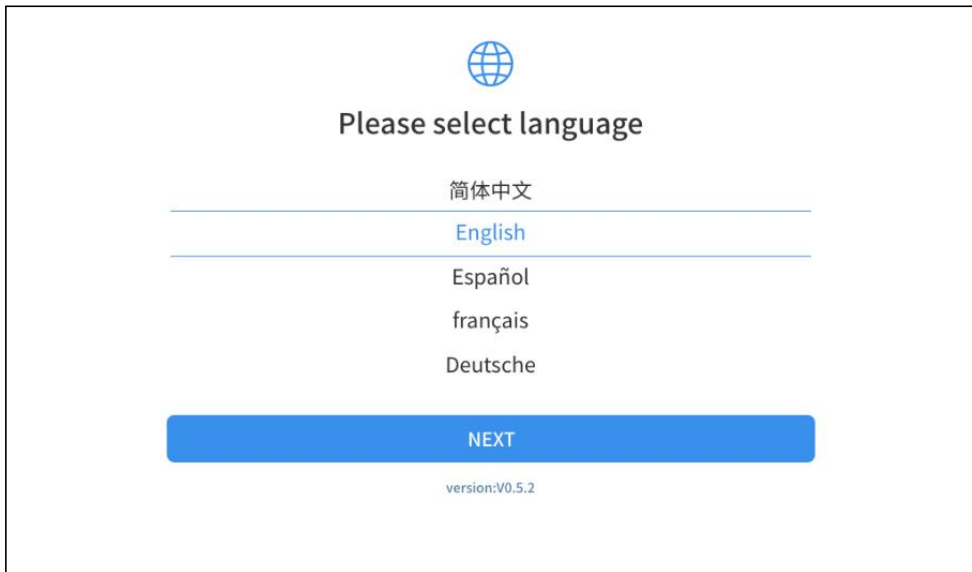 Please select language
简体中文
English
Español
français
Deutsche
NEXT
version:V0.5.2